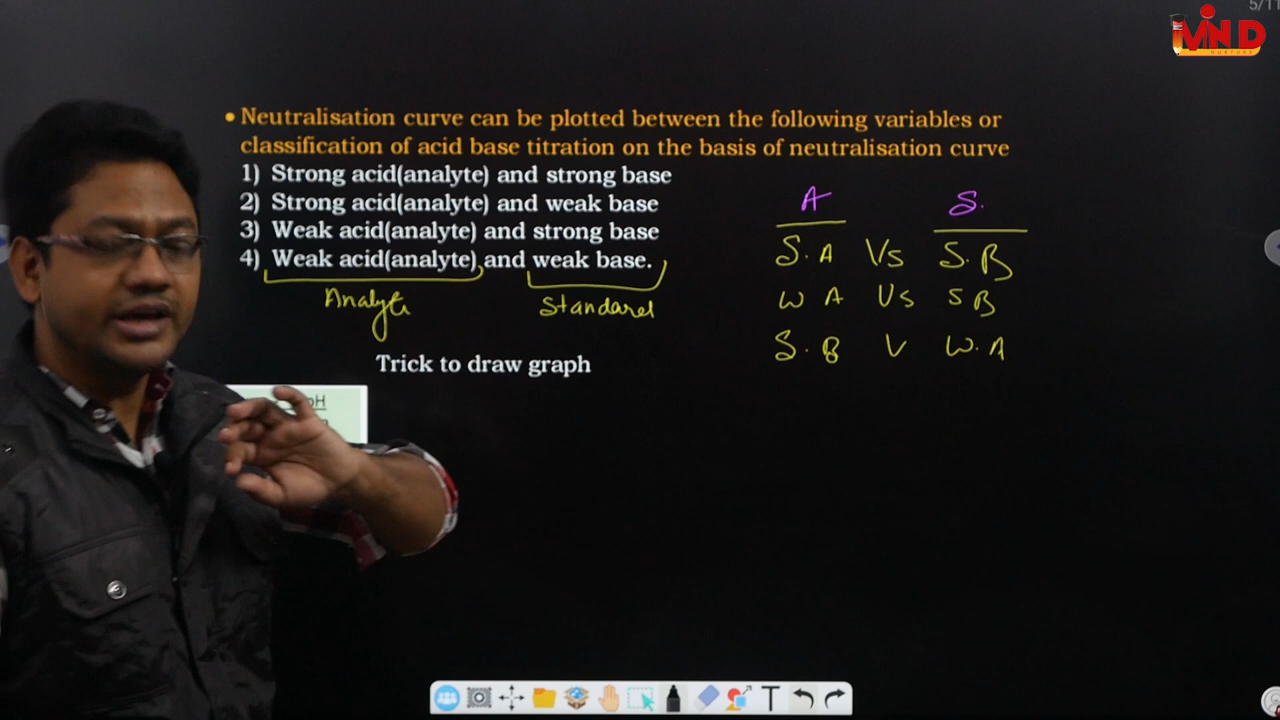 5/11
MIND
NURTURE
• Neutralisation curve can be plotted between the following variables or
classification of acid base titration on the basis of neutralisation curve
1) Strong acid(analyte) and strong base
2) Strong acid(analyte) and weak base
3) Weak acid(analyte) and strong base
4) Weak acid(analyte) and weak base.
Analyte
Standard
A S.
S. A Vs S. B
W A Vs S B
S. B V W. A
Trick to draw graph
pH
T